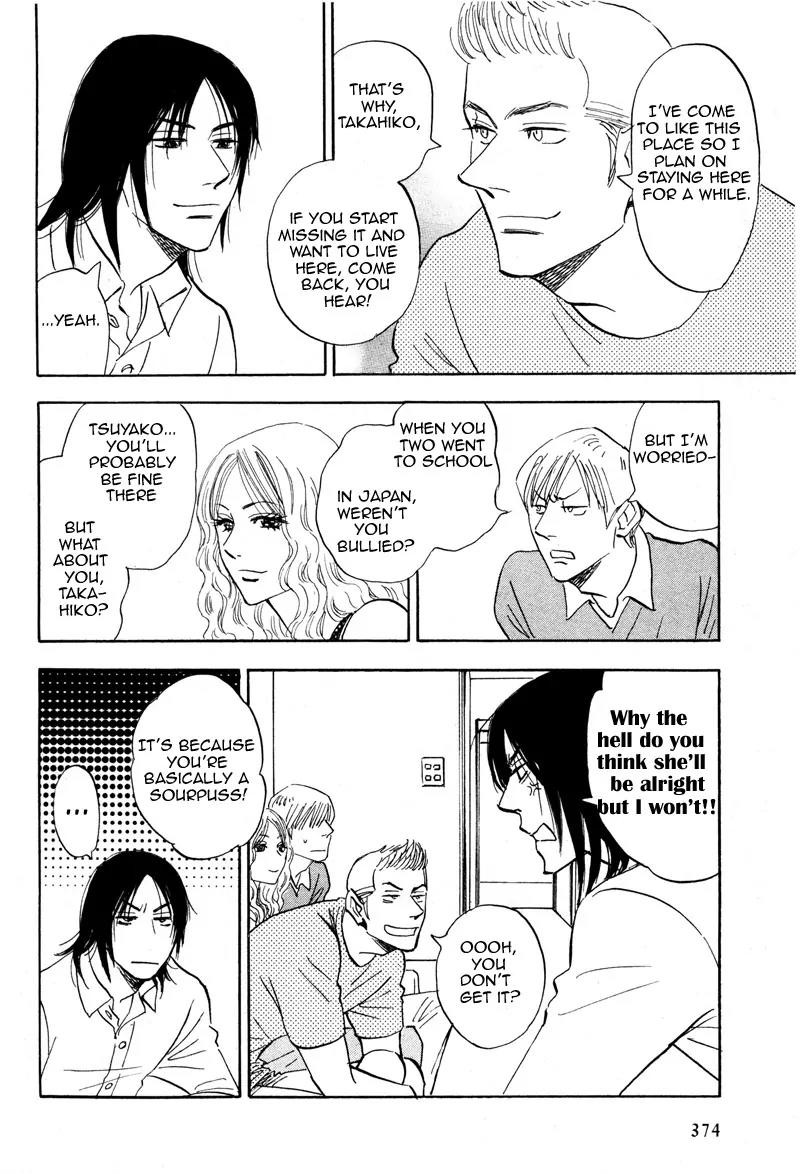 I'VE COME
TO LIKE THIS
PLACE SO I
PLAN ON
STAYING HERE
FOR A WHILE.
THAT'S
WHY,
TAKAHIKO,
IF YOU START
MISSING IT AND
WANT TO LIVE
HERE, COME
BACK, YOU
HEAR!
...YEAH.
BUT I'M
WORRIED-
WHEN YOU
TWO WENT
TO SCHOOL
IN JAPAN,
WEREN'T
YOU
BULLIED?
TSUYAKO...
YOU'LL
PROBABLY
BE FINE
THERE
BUT
WHAT
ABOUT
YOU,
TAKA-
HIKO?
Why the
hell do you
think she'll
be alright
but I won't!!
OOOH,
YOU
DON'T
GET IT?
IT'S BECAUSE
YOU'RE
BASICALLY A
SOURPUSS!
...
374